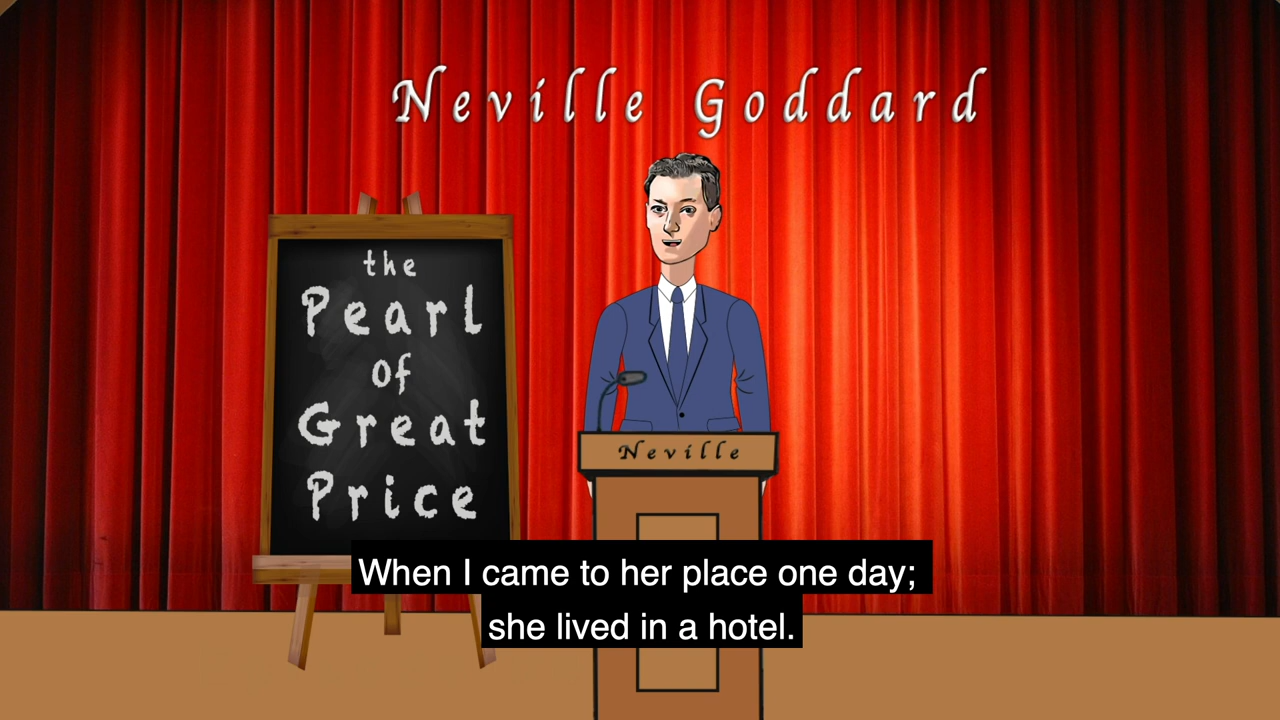 Neville Goddard
the
Pearl
of
Great
Price
Neville
When I came to her place one day;
she lived in a hotel.